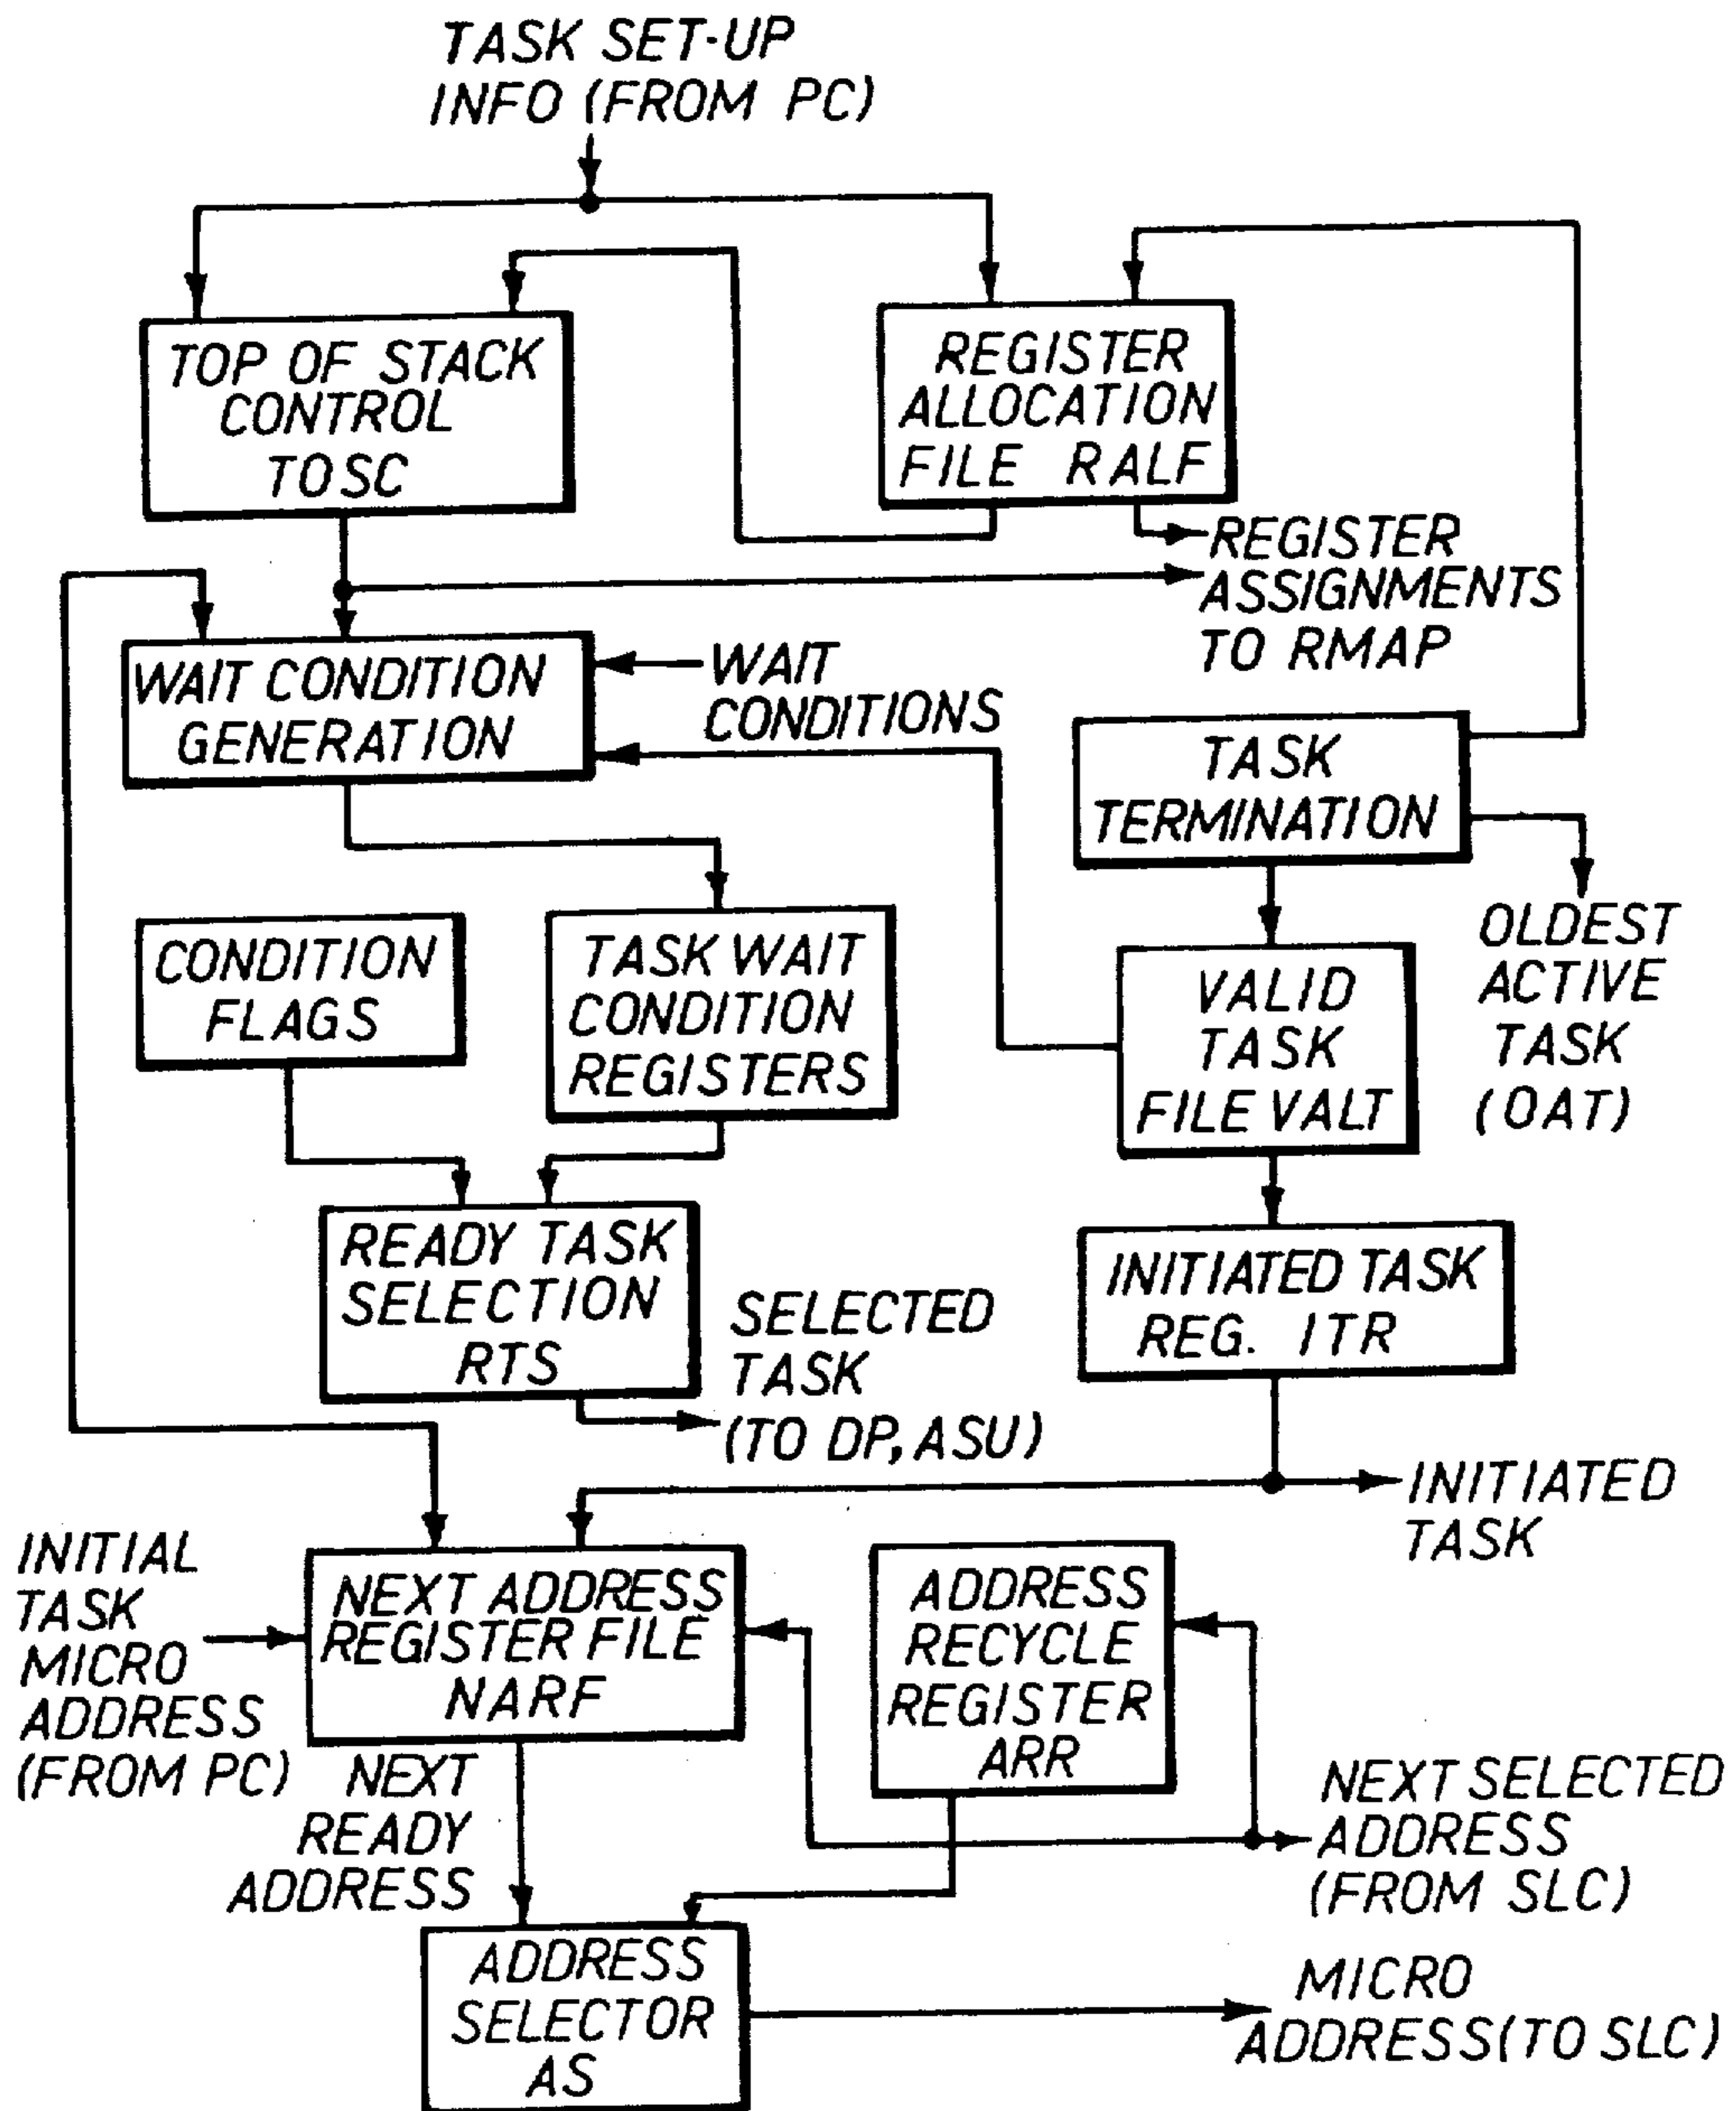 TASK SET-UP
INFO (FROM PC)
TOP OF STACK
CONTROL
TOSC
REGISTER
ALLOCATION
FILE RALF
REGISTER
ASSIGNMENTS
TO RMAP
WAIT CONDITION
GENERATION
WAIT
CONDITIONS
TASK
TERMINATION
OLDEST
ACTIVE
TASK
(OAT)
CONDITION
FLAGS
TASK WAIT
CONDITION
REGISTERS
VALID
TASK
FILE VALT
READY TASK
SELECTION
RTS
SELECTED
TASK
(TO DP, ASU)
INITIATED TASK
REG. ITR
INITIATED
TASK
INITIAL
TASK
MICRO
ADDRESS
(FROM PC)
NEXT ADDRESS
REGISTER FILE
NARF
ADDRESS
RECYCLE
REGISTER
ARR
NEXT
READY
ADDRESS
NEXT SELECTED
ADDRESS
(FROM SLC)
ADDRESS
SELECTOR
AS
MICRO
ADDRESS(TO SLC)